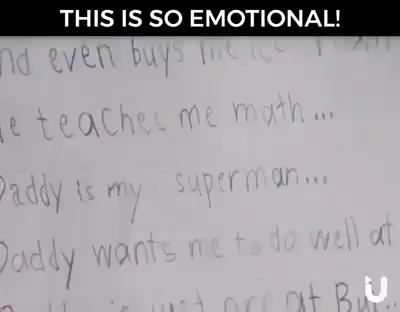 THIS IS SO EMOTIONAL!
even buys me
teaches me math...
Daddy is my superman...
Daddy wants me to do well at